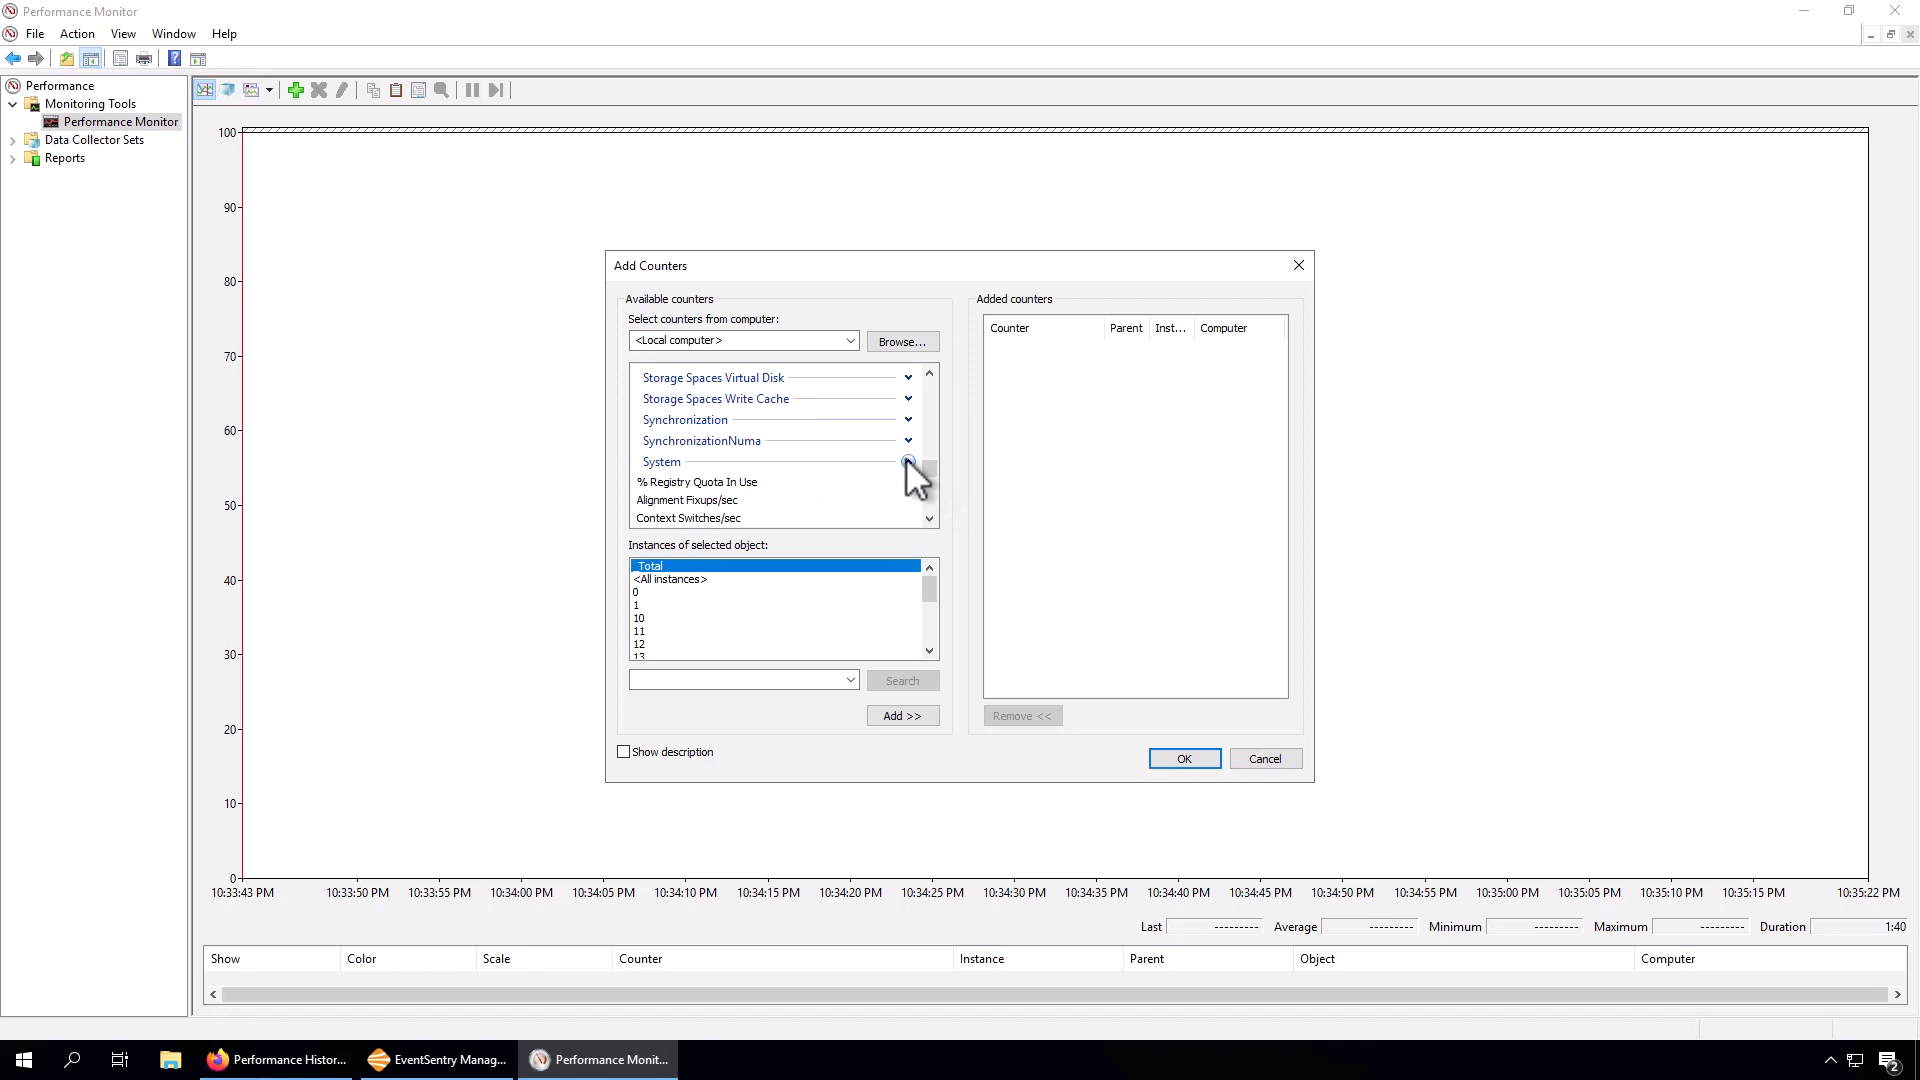 Performance Monitor
File Action View Window Help
Performance
Monitoring Tools
Performance Monitor
Data Collector Sets
Reports
100
90
80
70
60
50
40
30
20
10
0
10:33:43 PM 10:33:50 PM 10:33:55 PM 10:34:00 PM 10:34:05 PM 10:34:10 PM 10:34:15 PM 10:34:20 PM 10:34:25 PM 10:34:30 PM 10:34:35 PM 10:34:40 PM 10:34:45 PM 10:34:50 PM 10:34:55 PM 10:35:00 PM 10:35:05 PM 10:35:10 PM 10:35:15 PM 10:35:22 PM
Add Counters
Available counters
Select counters from computer:
<Local computer> Browse...
Storage Spaces Virtual Disk
Storage Spaces Write Cache
Synchronization
SynchronizationNuma
System
% Registry Quota In Use
Alignment Fixups/sec
Context Switches/sec
Instances of selected object:
_Total
<All instances>
0
1
10
11
12
13
Search
Add >>
Show description
Added counters
Counter Parent Inst... Computer
Remove <<
OK Cancel
Last --------- Average --------- Minimum --------- Maximum --------- Duration 1:40
Show Color Scale Counter Instance Parent Object Computer
Performance Histor... EventSentry Manag... Performance Monit... 2